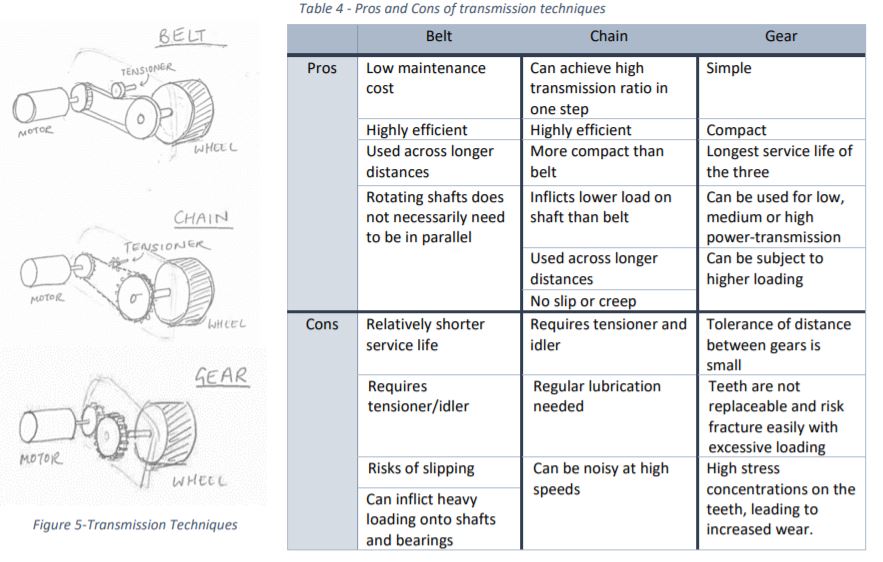 BELT
TENSIONER
MOTOR
WHEEL
CHAIN
TENSIONER
MOTOR
WHEEL
GEAR
MOTOR
WHEEL
Figure 5-Transmission Techniques
Table 4 - Pros and Cons of transmission techniques
Belt
Chain
Gear
Pros
Low maintenance
cost
Can achieve high
transmission ratio in
one step
Simple
Highly efficient
Highly efficient
Compact
Used across longer
distances
More compact than
belt
Longest service life of
the three
Rotating shafts does
not necessarily need
to be in parallel
Inflicts lower load on
shaft than belt
Can be used for low,
medium or high
power-transmission
Used across longer
distances
Can be subject to
higher loading
No slip or creep
Cons
Relatively shorter
service life
Requires tensioner and
idler
Tolerance of distance
between gears is
small
Requires
tensioner/idler
Regular lubrication
needed
Teeth are not
replaceable and risk
fracture easily with
excessive loading
Risks of slipping
Can be noisy at high
speeds
High stress
concentrations on the
teeth, leading to
increased wear.
Can inflict heavy
loading onto shafts
and bearings